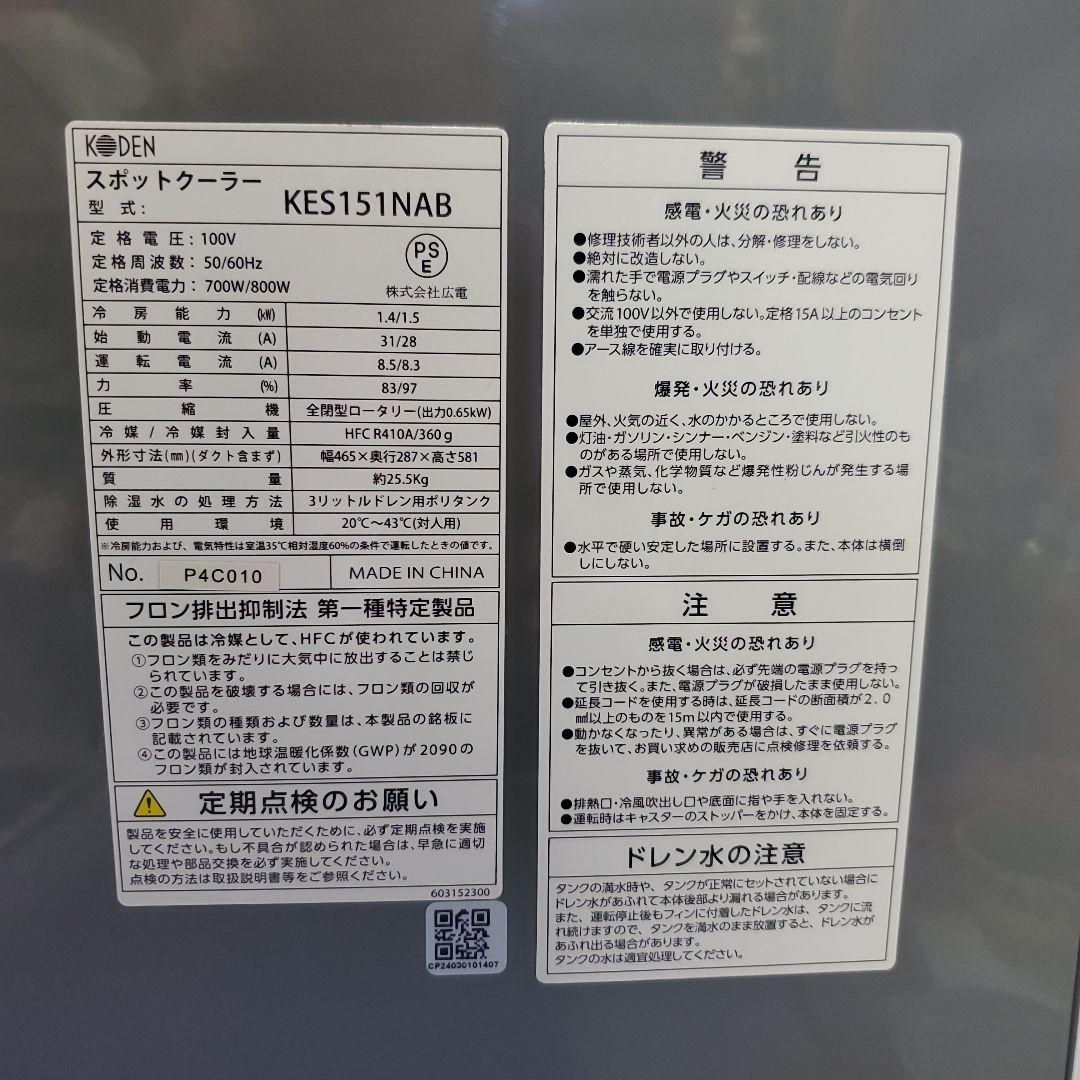 KODEN
スポットクーラー
型式: KES151NAB
定格電圧: 100V
定格周波数: 50/60Hz
定格消費電力: 700W/800W
PS
E
株式会社広電
冷房能力(kW) 1.4/1.5
始動電流(A) 31/28
運転電流(A) 8.5/8.3
力率(%) 83/97
圧縮機 全閉型ロータリー(出力0.65kW)
冷媒/冷媒封入量 HFC R410A/360g
外形寸法(mm)(ダクト含まず) 幅465×奥行287×高さ581
質量 約25.5Kg
除湿水の処理方法 3リットルドレン用ポリタンク
使用環境 20℃～43℃(対人用)
※冷房能力および、電気特性は室温35℃相対湿度60%の条件で運転したときの値です。
No. P4C010 MADE IN CHINA
フロン排出抑制法 第一種特定製品
この製品は冷媒として、HFCが使われています。
①フロン類をみだりに大気中に放出することは禁じ
られています。
②この製品を破壊する場合には、フロン類の回収が
必要です。
③フロン類の種類および数量は、本製品の銘板に
記載されています。
④この製品には地球温暖化係数(GWP)が2090の
フロン類が封入されています。
定期点検のお願い
製品を安全に使用していただくために、必ず定期点検を実施
してください。もし不具合が認められた場合は、早急に適切
な処理や部品交換を必ず実施してください。
点検の方法は取扱説明書等をご参照ください。
603152300
CP24030101407
警告
感電・火災の恐れあり
●修理技術者以外の人は、分解・修理をしない。
●絶対に改造しない。
●濡れた手で電源プラグやスイッチ・配線などの電気回り
を触らない。
●交流100V以外で使用しない。定格15A以上のコンセント
を単独で使用する。
●アース線を確実に取り付ける。
爆発・火災の恐れあり
●屋外、火気の近く、水のかかるところで使用しない。
●灯油・ガソリン・シンナー・ベンジン・塗料など引火性のも
のがある場所で使用しない。
●ガスや蒸気、化学物質など爆発性粉じんが発生する場
所で使用しない。
事故・ケガの恐れあり
●水平で硬い安定した場所に設置する。また、本体は横倒
しにしない。
注意
感電・火災の恐れあり
●コンセントから抜く場合は、必ず先端の電源プラグを持っ
て引き抜く。また、電源プラグが破損したまま使用しない。
●延長コードを使用する時は、延長コードの断面積が2.0
㎟以上のものを15m以内で使用する。
●動かなくなったり、異常がある場合は、すぐに電源プラグ
を抜いて、お買い求めの販売店に点検修理を依頼する。
事故・ケガの恐れあり
●排熱口・冷風吹出し口や底面に指や手を入れない。
●運転時はキャスターのストッパーをかけ、本体を固定する。
ドレン水の注意
タンクの満水時や、タンクが正常にセットされていない場合に
ドレン水があふれて本体後部より漏れる場合があります。
また、運転停止後もフィンに付着したドレン水は、タンクに流
れ続けますので、タンクを満水のまま放置すると、ドレン水が
あふれ出る場合があります。
タンクの水は適宜処理してください。